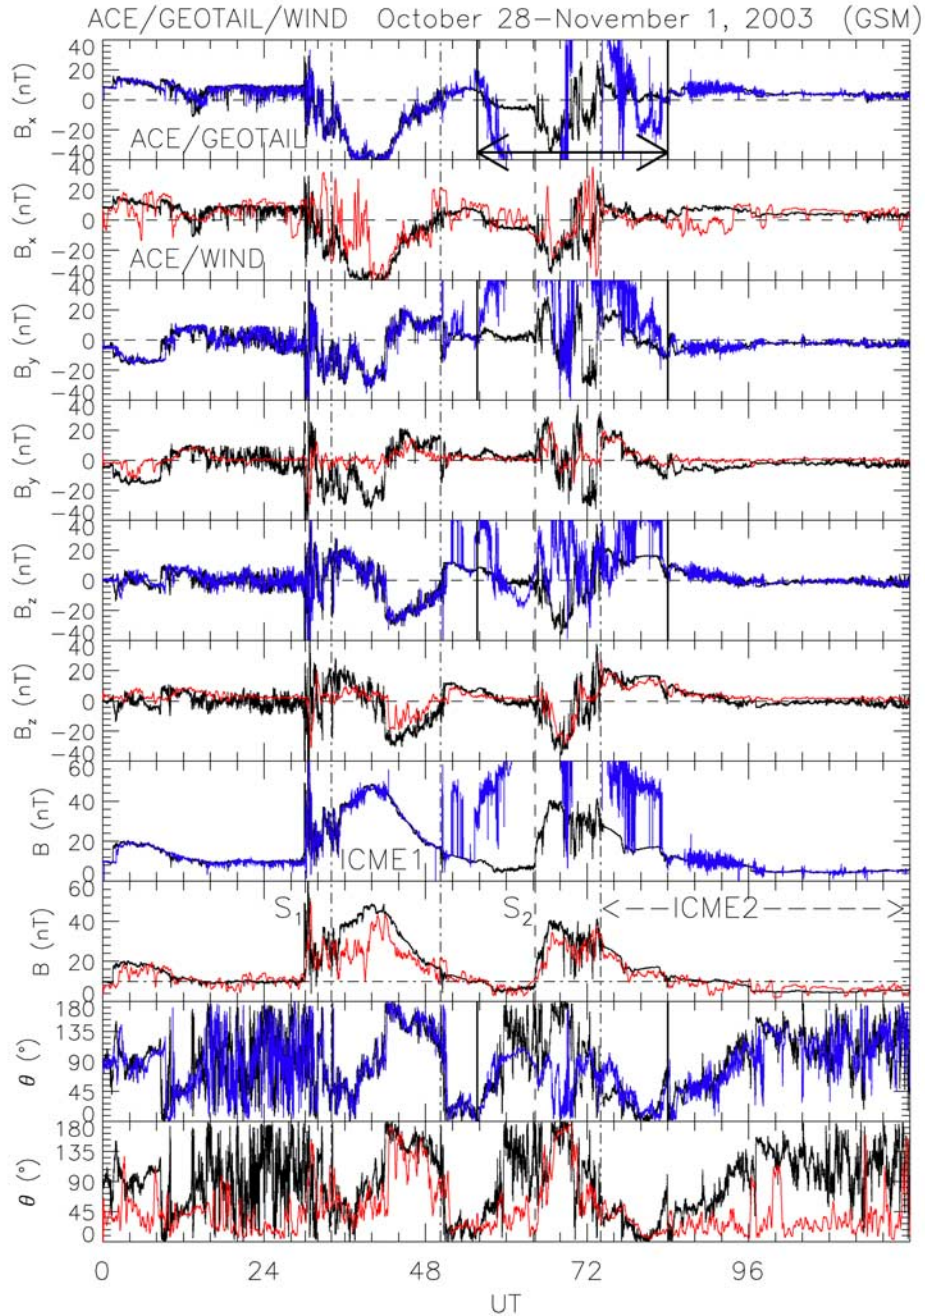 ACE/GEOTAIL/WIND October 28–November 1, 2003 (GSM)
40
20
0
−20
Bx (nT)
ACE/GEOTAIL
40
20
0
−20
−40
Bx (nT)
ACE/WIND
40
20
0
−20
−40
By (nT)
40
20
0
−20
−40
By (nT)
40
20
0
−20
−40
Bz (nT)
40
20
0
−20
−40
Bz (nT)
60
40
20
0
B (nT)
ICME1
60
40
20
0
B (nT)
S1 S2 <--ICME2---->
180
135
90
45
0
θ (°)
180
135
90
45
0
θ (°)
0 24 48 72 96
UT